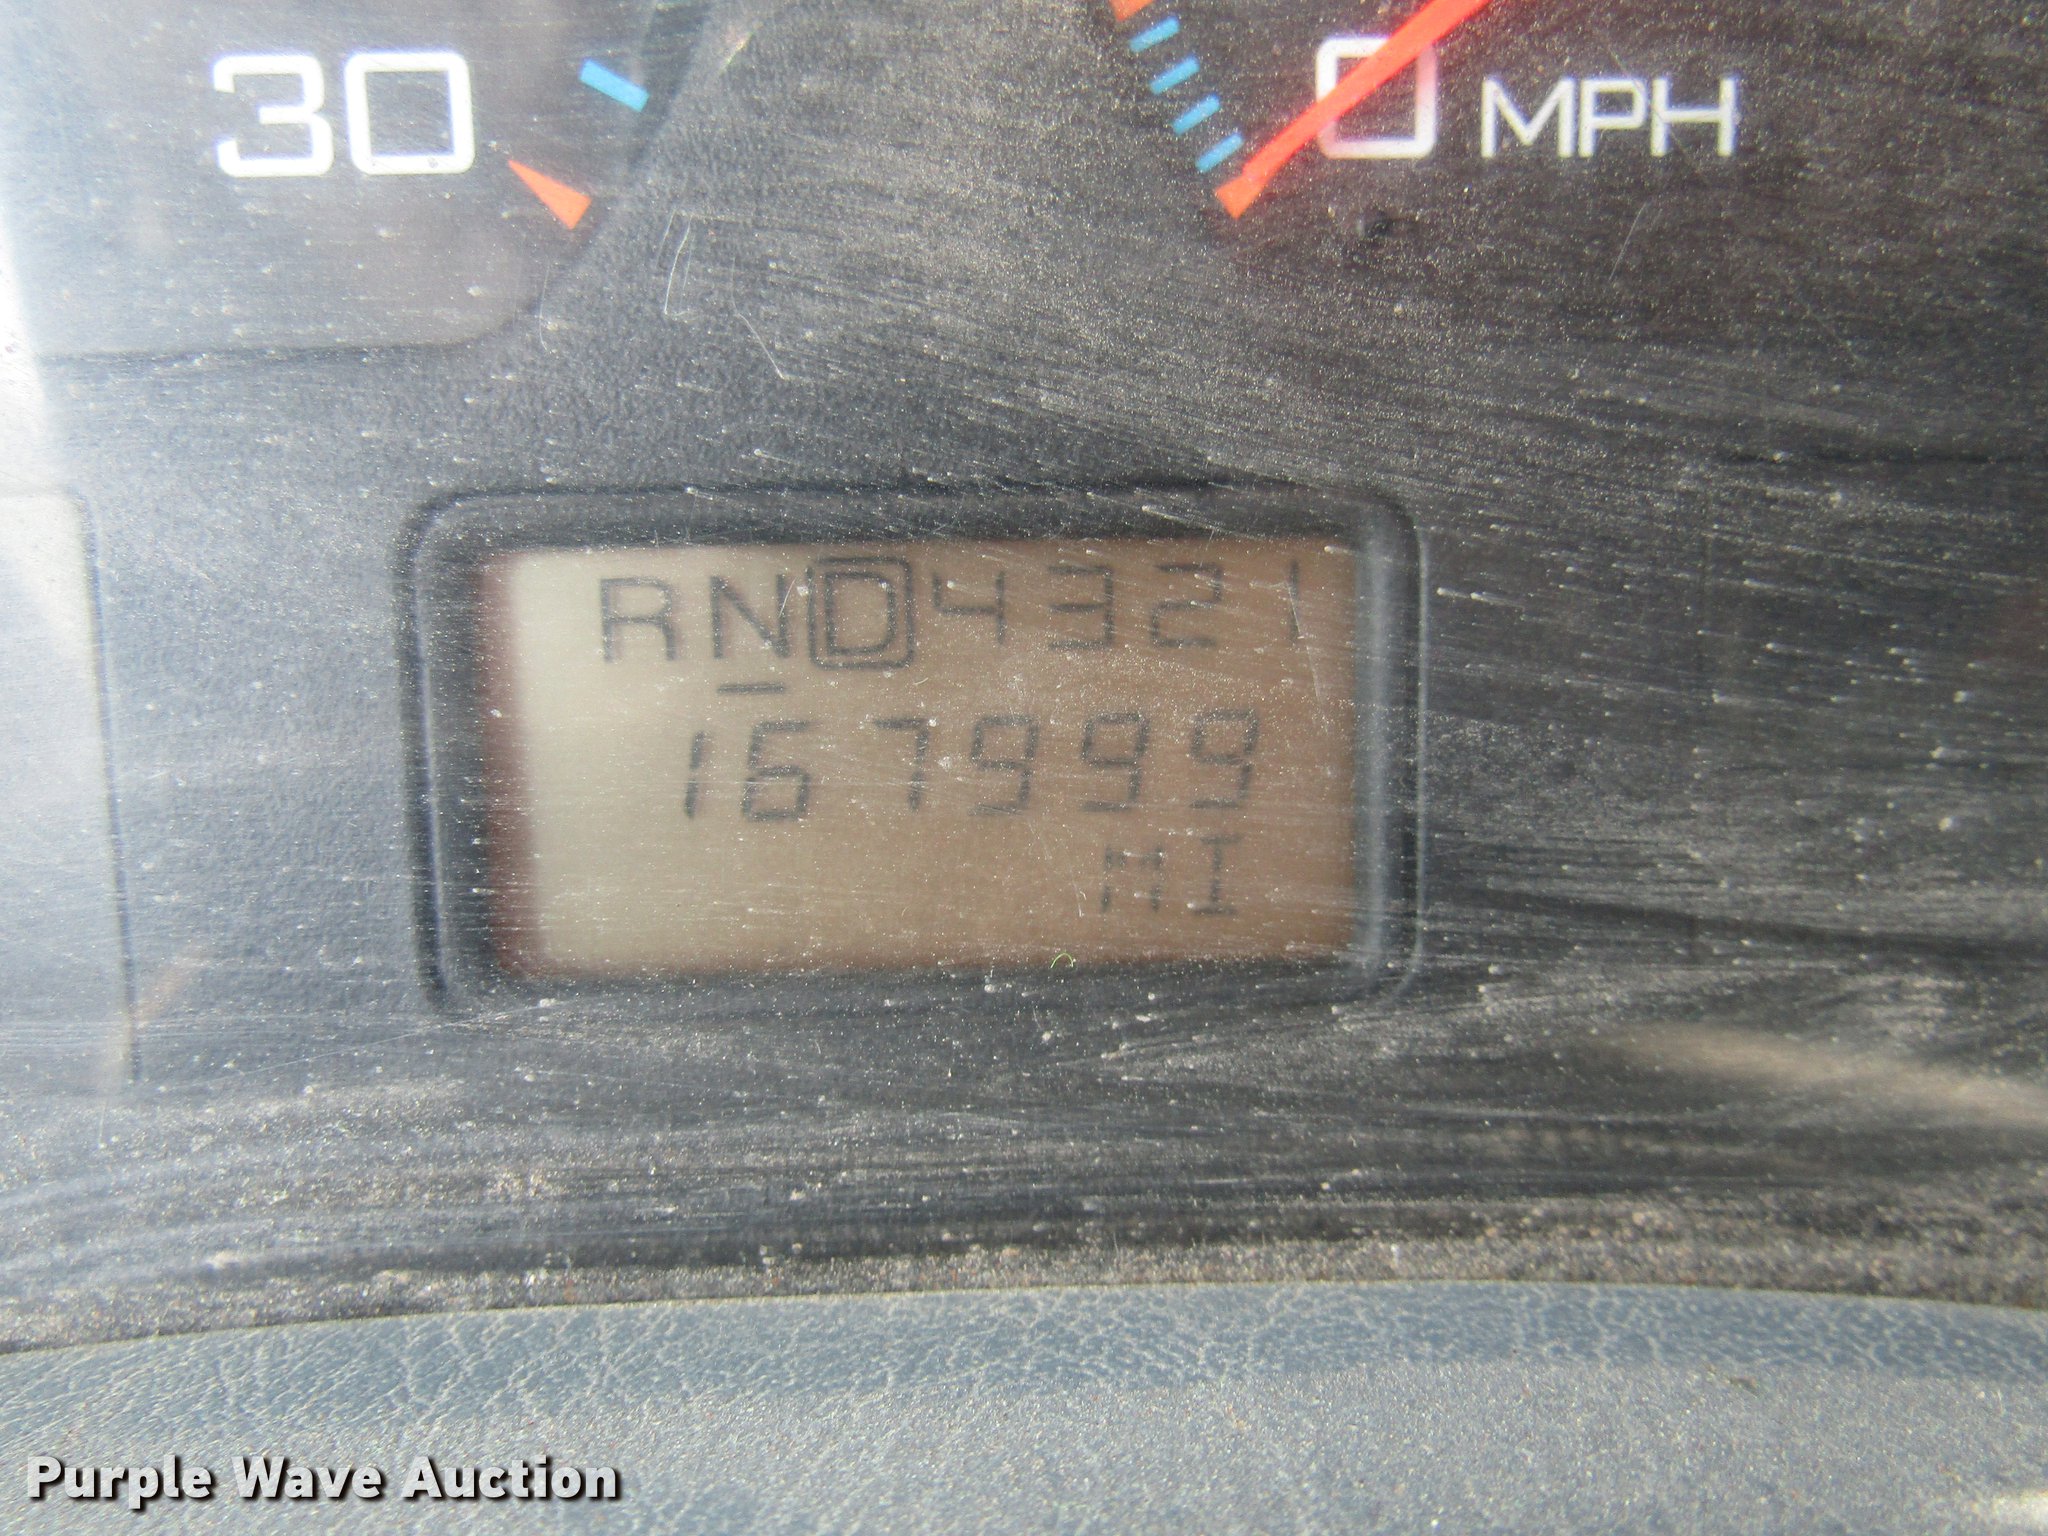 30
0 MPH
RND4321
167999
MI
Purple Wave Auction